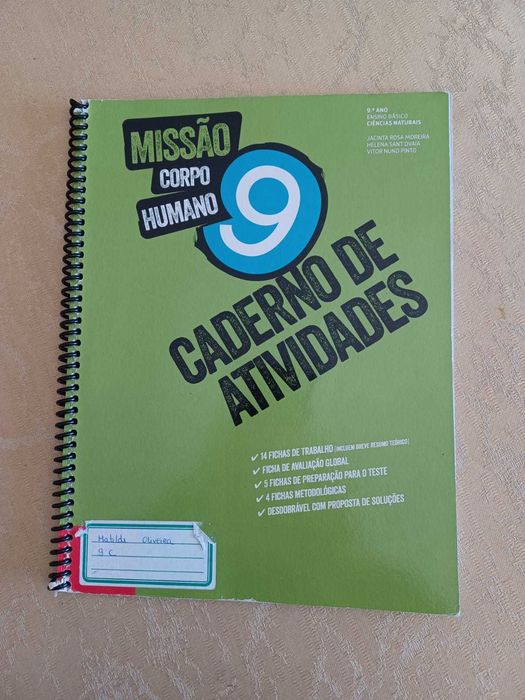 MISSÃO
CORPO
HUMANO
9
9.º ANO
ENSINO BÁSICO
CIÊNCIAS NATURAIS
JACINTA ROSA MOREIRA
HELENA SANT'OVAIA
VITOR NUNO PINTO
CADERNO DE
ATIVIDADES
✓ 14 FICHAS DE TRABALHO (INCLUEM BREVE RESUMO TEÓRICO)
✓ FICHA DE AVALIAÇÃO GLOBAL
✓ 5 FICHAS DE PREPARAÇÃO PARA O TESTE
✓ 4 FICHAS METODOLÓGICAS
✓ DESDOBRÁVEL COM PROPOSTA DE SOLUÇÕES
Matilde Oliveira
9 C